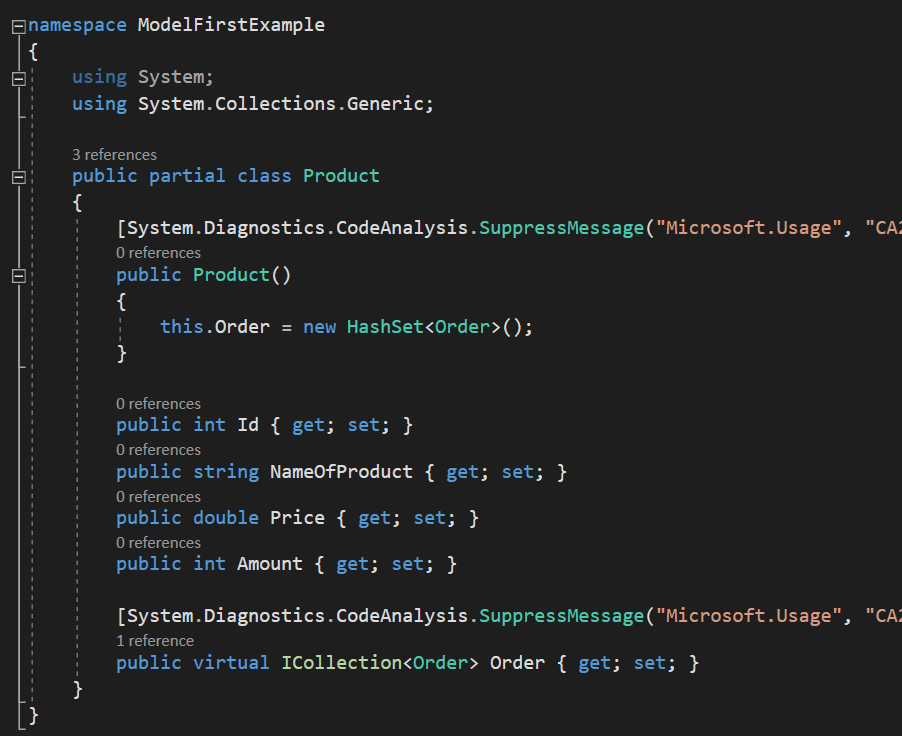 namespace ModelFirstExample
{
using System;
using System.Collections.Generic;
3 references
public partial class Product
{
[System.Diagnostics.CodeAnalysis.SuppressMessage("Microsoft.Usage", "CA2
0 references
public Product()
{
this.Order = new HashSet<Order>();
}
0 references
public int Id { get; set; }
0 references
public string NameOfProduct { get; set; }
0 references
public double Price { get; set; }
0 references
public int Amount { get; set; }
[System.Diagnostics.CodeAnalysis.SuppressMessage("Microsoft.Usage", "CA2
1 reference
public virtual ICollection<Order> Order { get; set; }
}
}